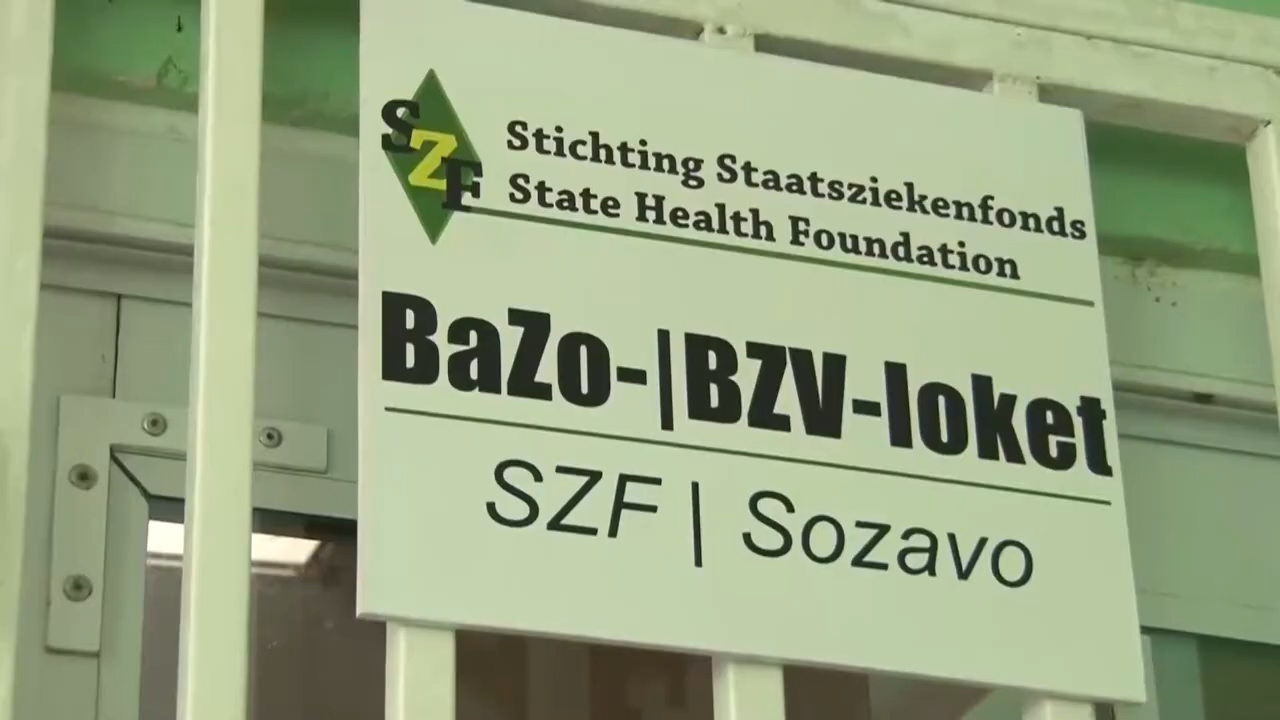 SZF
Stichting Staatsziekenfonds
State Health Foundation
BaZo-|BZV-loket
SZF | Sozavo